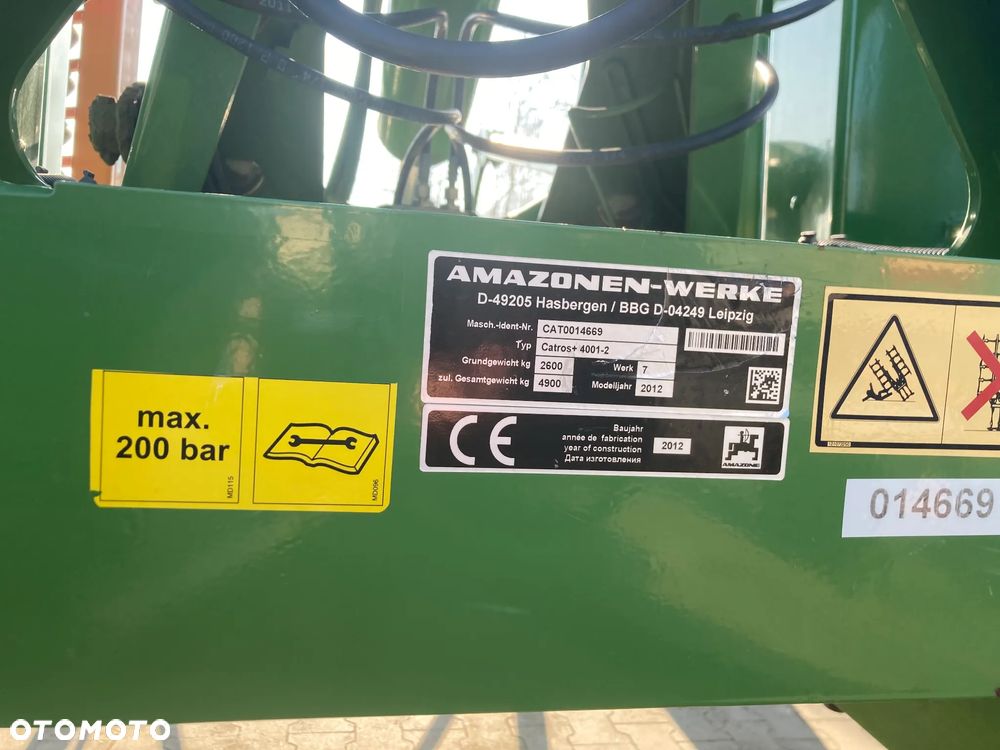 max.
200 bar
MD115
MD096
AMAZONEN-WERKE
D-49205 Hasbergen / BBG D-04249 Leipzig
Masch.-Ident-Nr. CAT0014669
Typ Catros+ 4001-2
Grundgewicht kg 2600 Werk 7
zul. Gesamtgewicht kg 4900 Modelljahr 2012
CE
Baujahr
année de fabrication
year of construction
Дата изготовления
2012
AMAZONE
014669
OTOMOTO